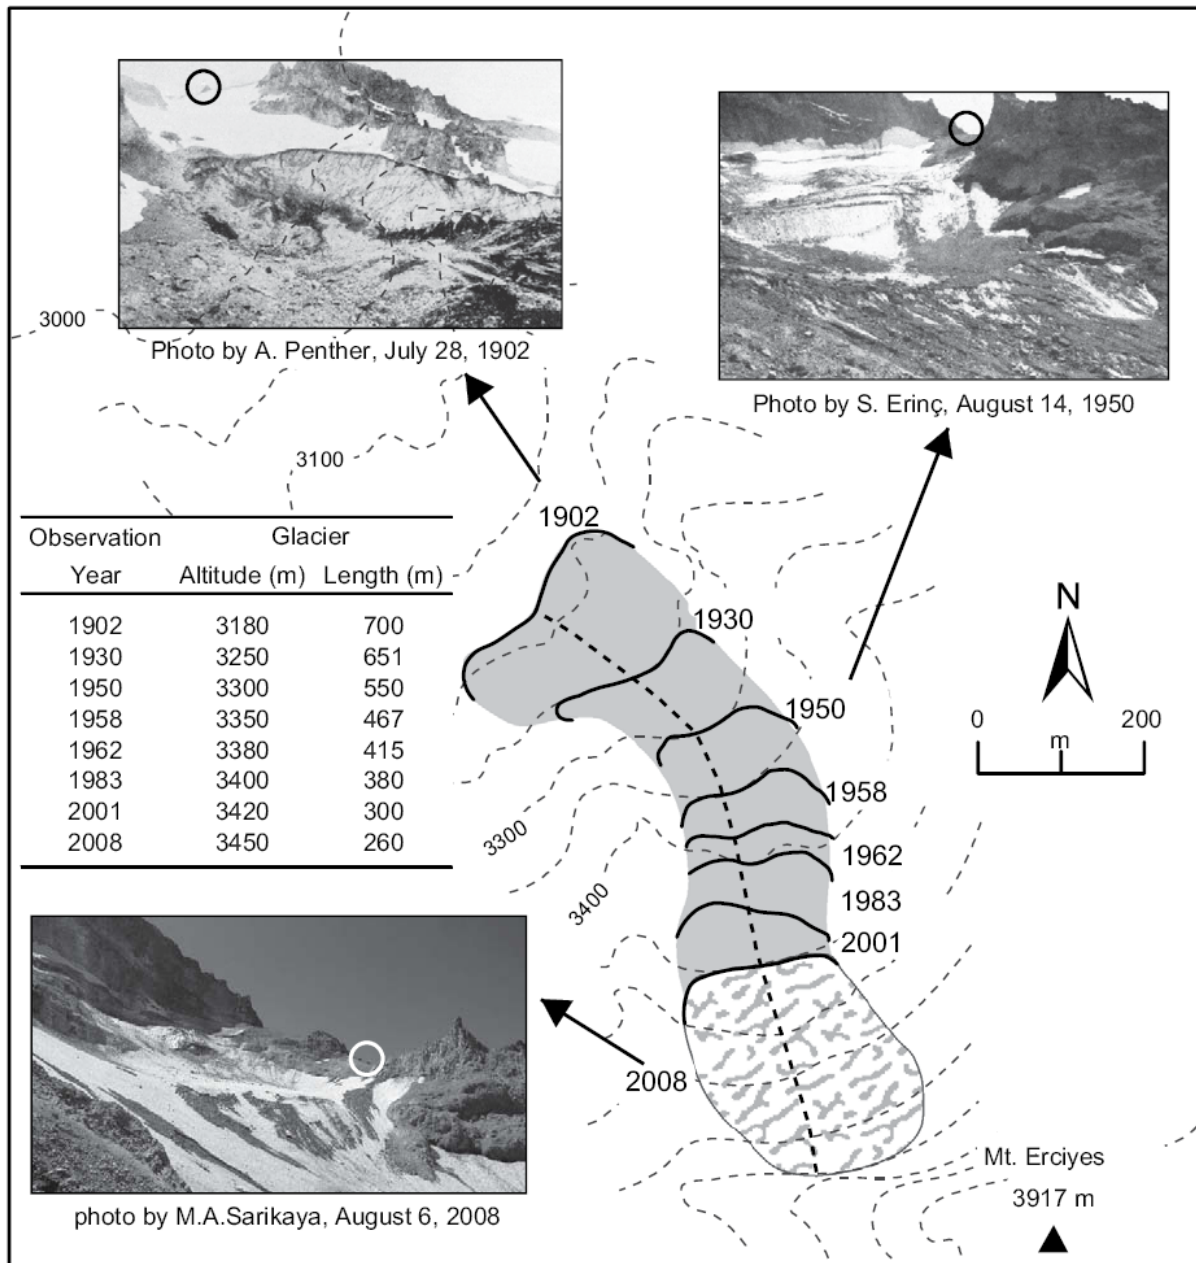 3000
Photo by A. Penther, July 28, 1902
Photo by S. Erinç, August 14, 1950
3100
1902
Observation Glacier
Year Altitude (m) Length (m)
1902 3180 700
1930 3250 651
1950 3300 550
1958 3350 467
1962 3380 415
1983 3400 380
2001 3420 300
2008 3450 260
1930
1950
1958
1962
1983
2001
2008
3300
3400
N
0 200
m
photo by M.A.Sarikaya, August 6, 2008
Mt. Erciyes
3917 m